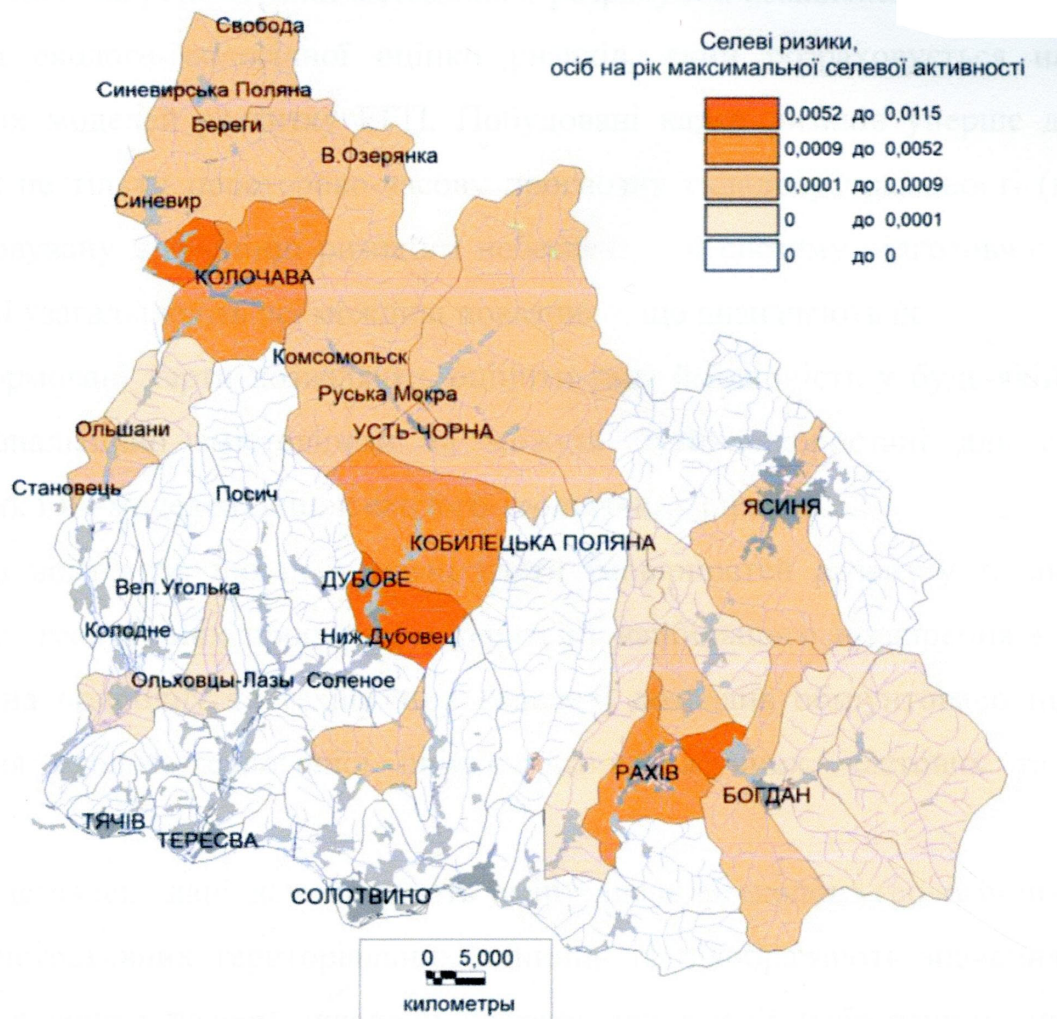 Свобода
Селеві ризики,
осіб на рік максимальної селевої активності
0,0052 до 0,0115
0,0009 до 0,0052
0,0001 до 0,0009
0 до 0,0001
0 до 0
Синевирська Поляна
Береги
В.Озерянка
Синевир
КОЛОЧАВА
Комсомольск
Руська Мокра
УСТЬ-ЧОРНА
Ольшани
Становець
Посич
ЯСИНЯ
КОБИЛЕЦЬКА ПОЛЯНА
ДУБОВЕ
Вел.Уголька
Колодне
Ниж.Дубовец
Ольховцы-Лазы
Соленое
РАХІВ
БОГДАН
ТЯЧІВ
ТЕРЕСВА
СОЛОТВИНО
0 5,000
километры